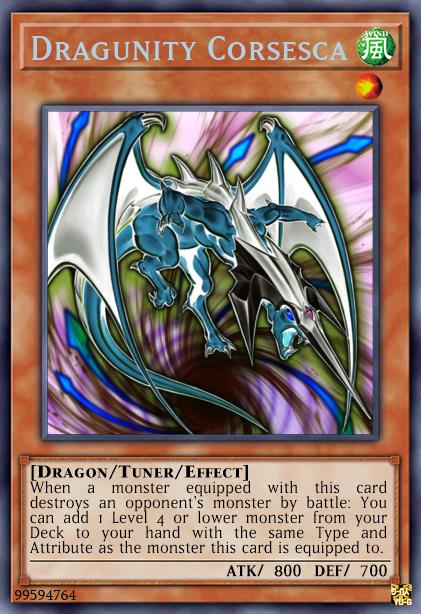 DRAGUNITY CORSESCA
WIND
風
[DRAGON/TUNER/EFFECT]
When a monster equipped with this card
destroys an opponent's monster by battle: You
can add 1 Level 4 or lower monster from your
Deck to your hand with the same Type and
Attribute as the monster this card is equipped to.
ATK/ 800 DEF/ 700
99594764